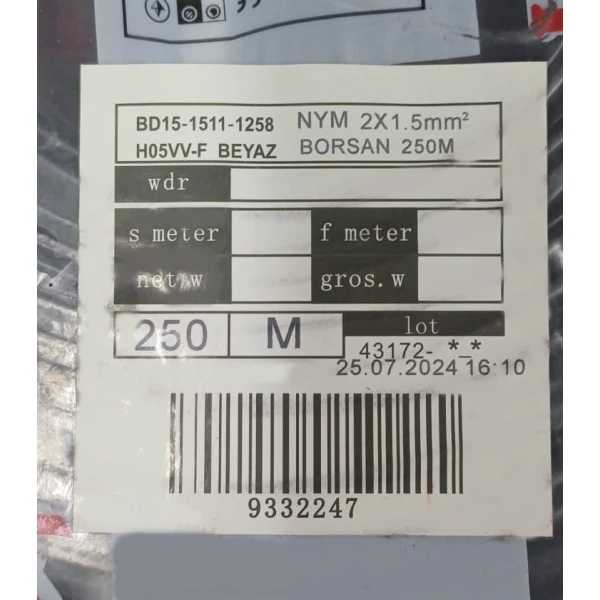 BD15-1511-1258 NYM 2X1.5mm²
H05VV-F BEYAZ BORSAN 250M
wdr
s meter f meter
net w gros.w
250 M lot
43172- *_*
25.07.2024 16:10
9332247